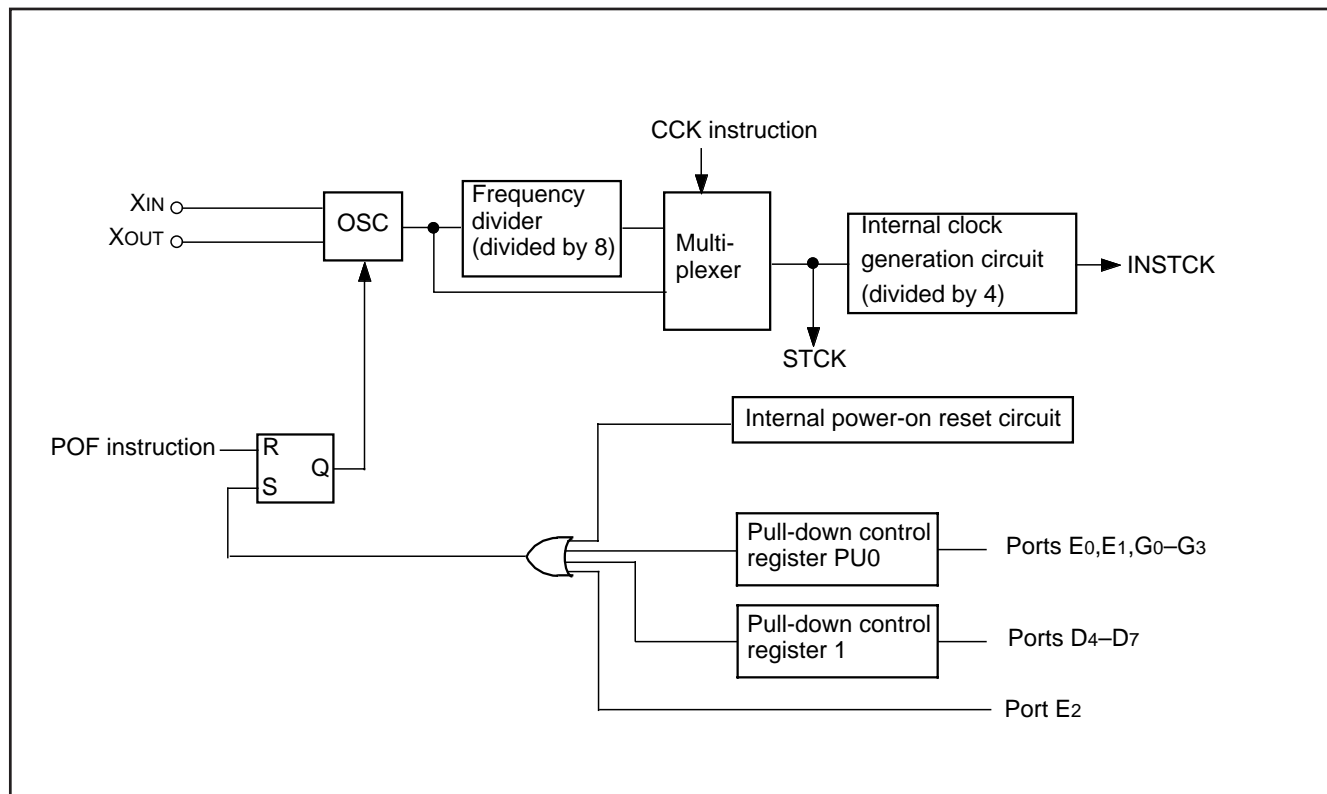 CCK instruction
XIN
XOUT
OSC
Frequency
divider
(divided by 8)
Multi-
plexer
Internal clock
generation circuit
(divided by 4)
INSTCK
STCK
Internal power-on reset circuit
POF instruction
R
S
Q
Pull-down control
register PU0
Ports E0,E1,G0–G3
Pull-down control
register 1
Ports D4–D7
Port E2